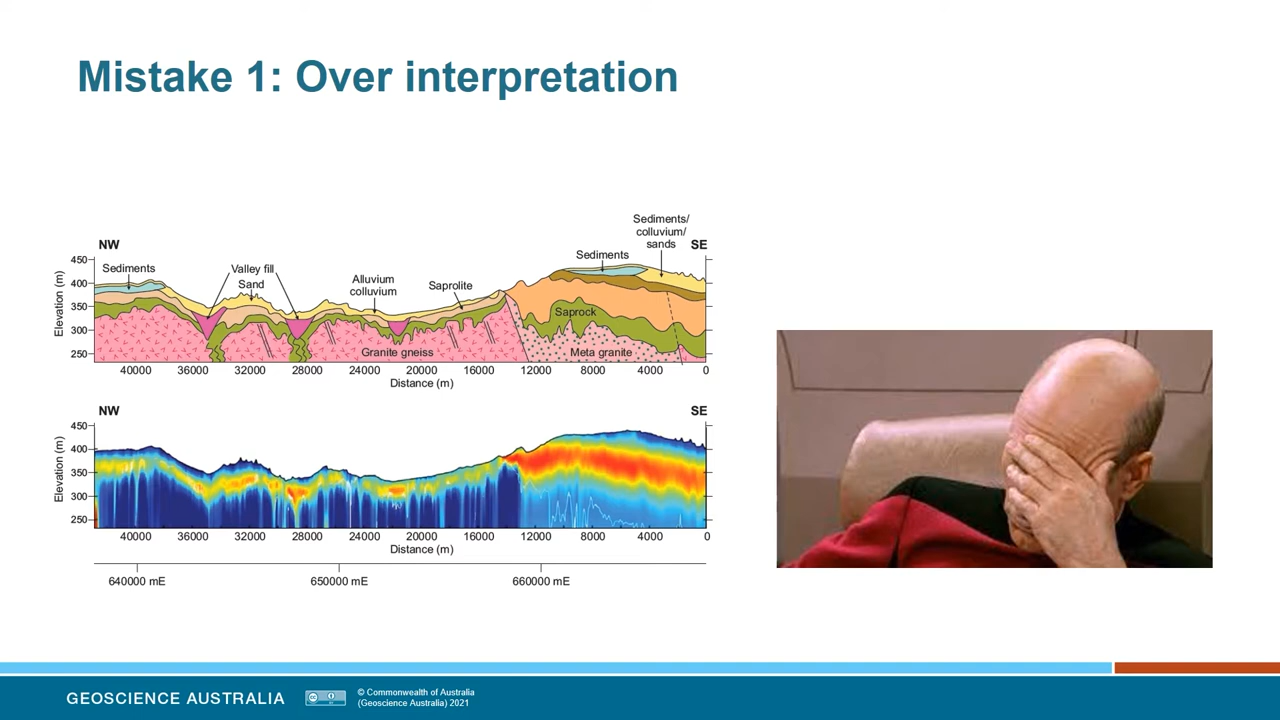 Mistake 1: Over interpretation
Sediments/
colluvium/
sands
NW
SE
Sediments
Valley fill
Sand
Alluvium
colluvium
Saprolite
Sediments
Elevation (m)
450
400
350
300
250
Saprock
Granite gneiss
Meta granite
40000 36000 32000 28000 24000 20000 16000 12000 8000 4000 0
Distance (m)
NW
SE
Elevation (m)
450
400
350
300
250
40000 36000 32000 28000 24000 20000 16000 12000 8000 4000 0
Distance (m)
640000 mE 650000 mE 660000 mE
GEOSCIENCE AUSTRALIA
© Commonwealth of Australia
(Geoscience Australia) 2021